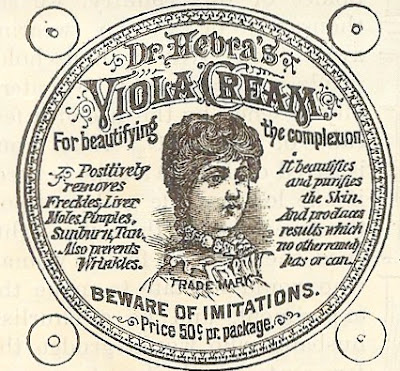 Dr. Hebra's
VIOLA CREAM
For beautifying the complexion
Positively
removes
Freckles, Liver
Moles, Pimples,
Sunburn, Tan.
Also prevents
Wrinkles.
It beautifies
and purifies
the Skin.
And produces
results which
no other remedy
has or can.
TRADE MARK
BEWARE OF IMITATIONS.
Price 50¢ pr. package.